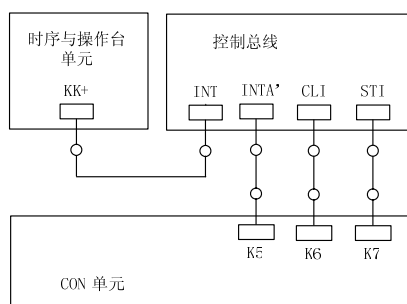 时序与操作台
单元
控制总线
KK+
INT
INTA'
CLI
STI
K5
K6
K7
CON 单元